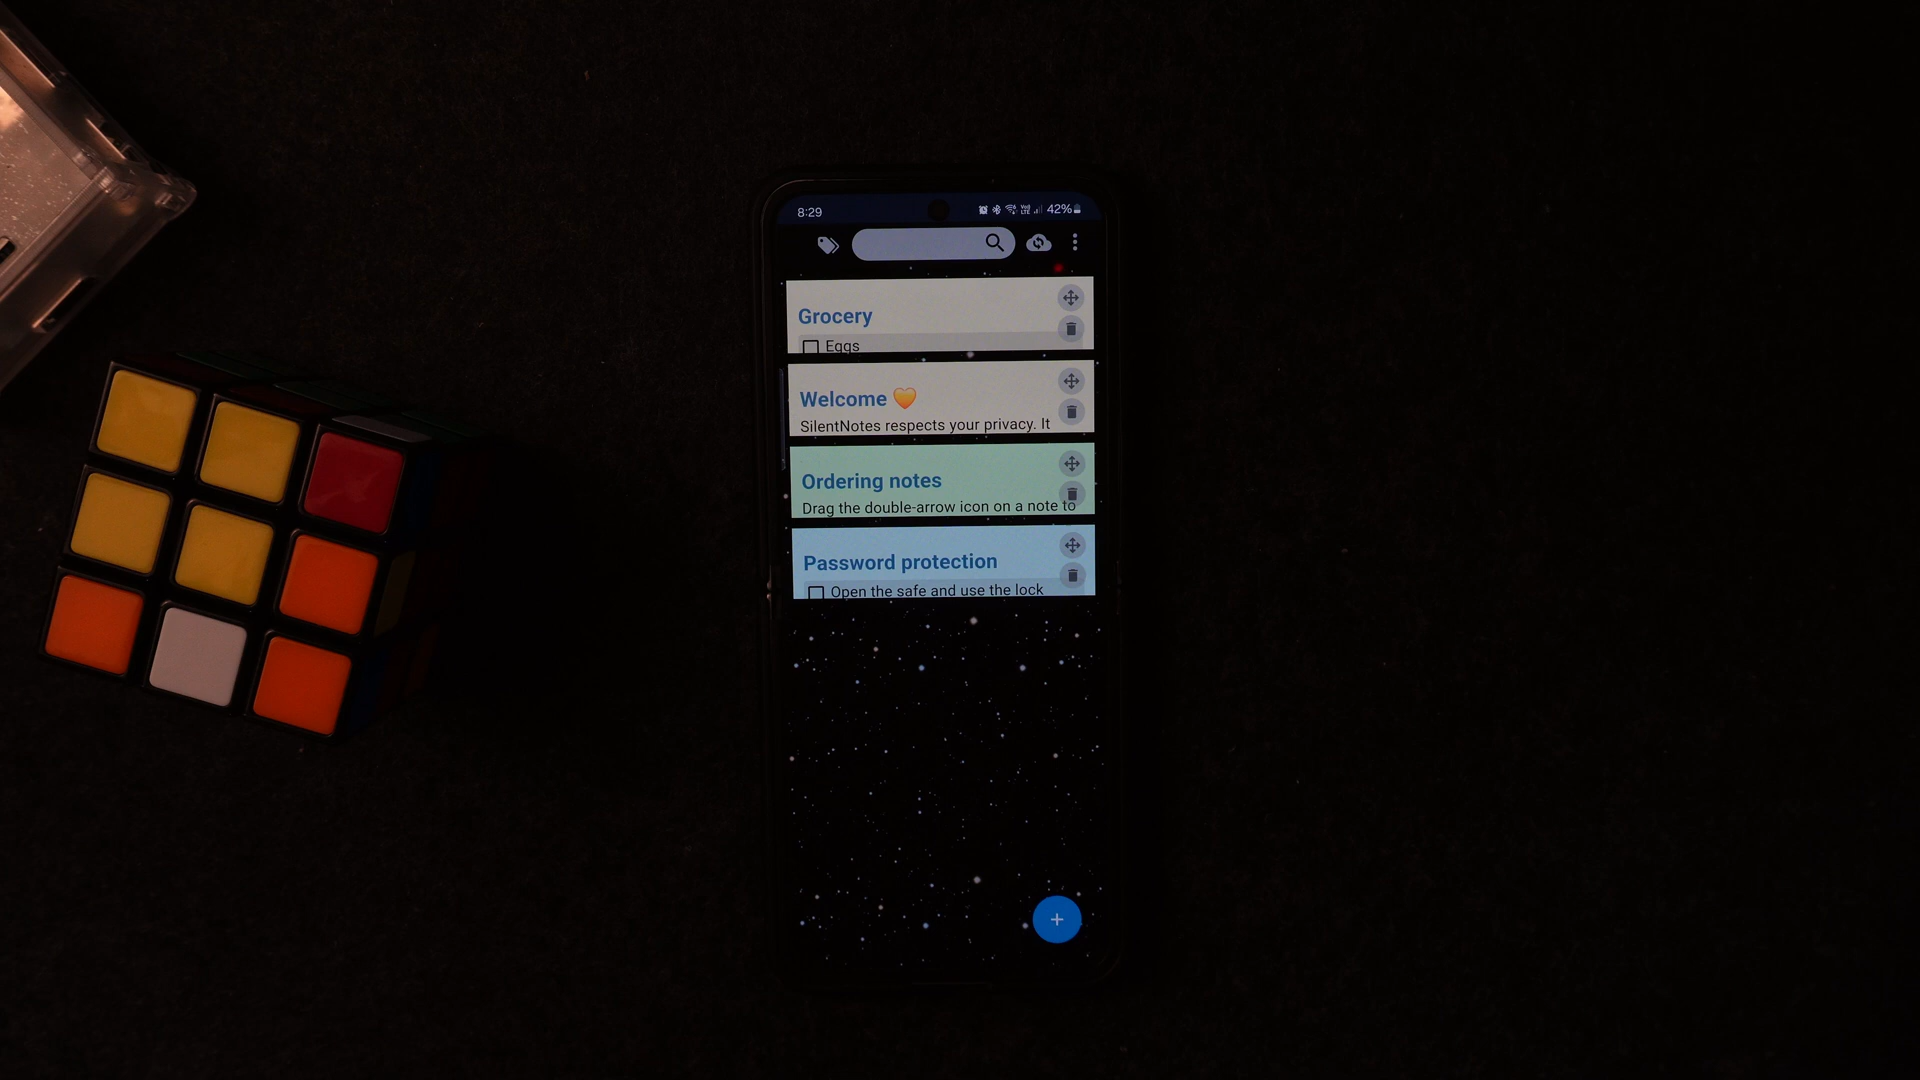 8:29
42%
Grocery
Eggs
Welcome 🧡
SilentNotes respects your privacy. It
Ordering notes
Drag the double-arrow icon on a note to
Password protection
Open the safe and use the lock